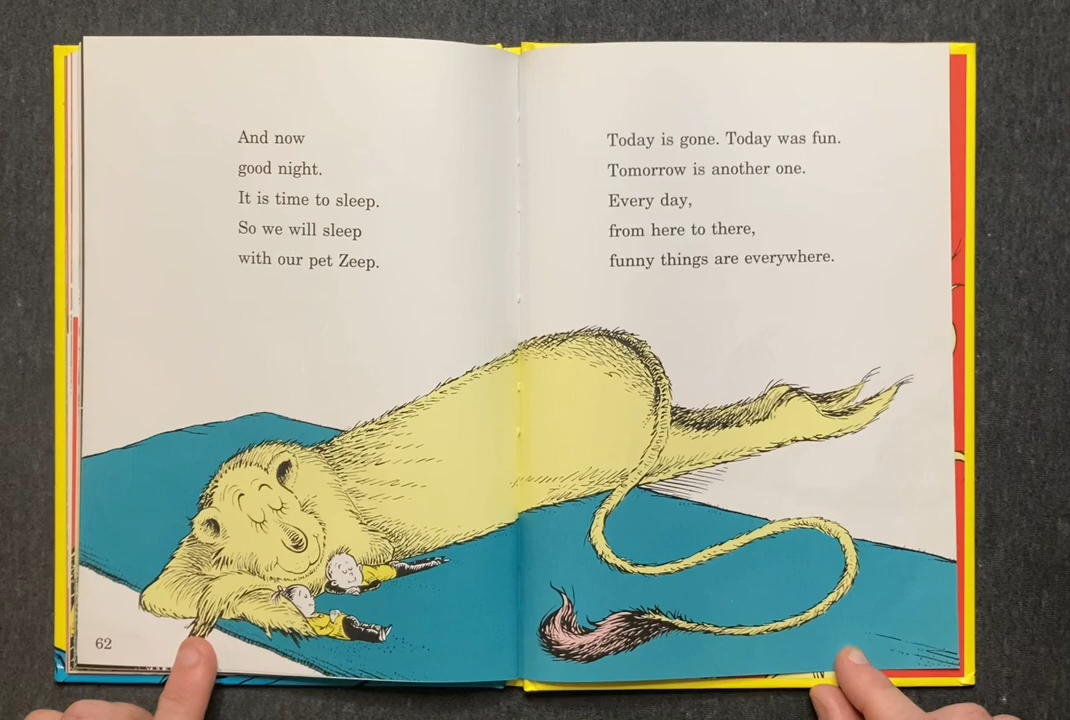 And now
good night.
It is time to sleep.
So we will sleep
with our pet Zeep.
62
Today is gone. Today was fun.
Tomorrow is another one.
Every day,
from here to there,
funny things are everywhere.